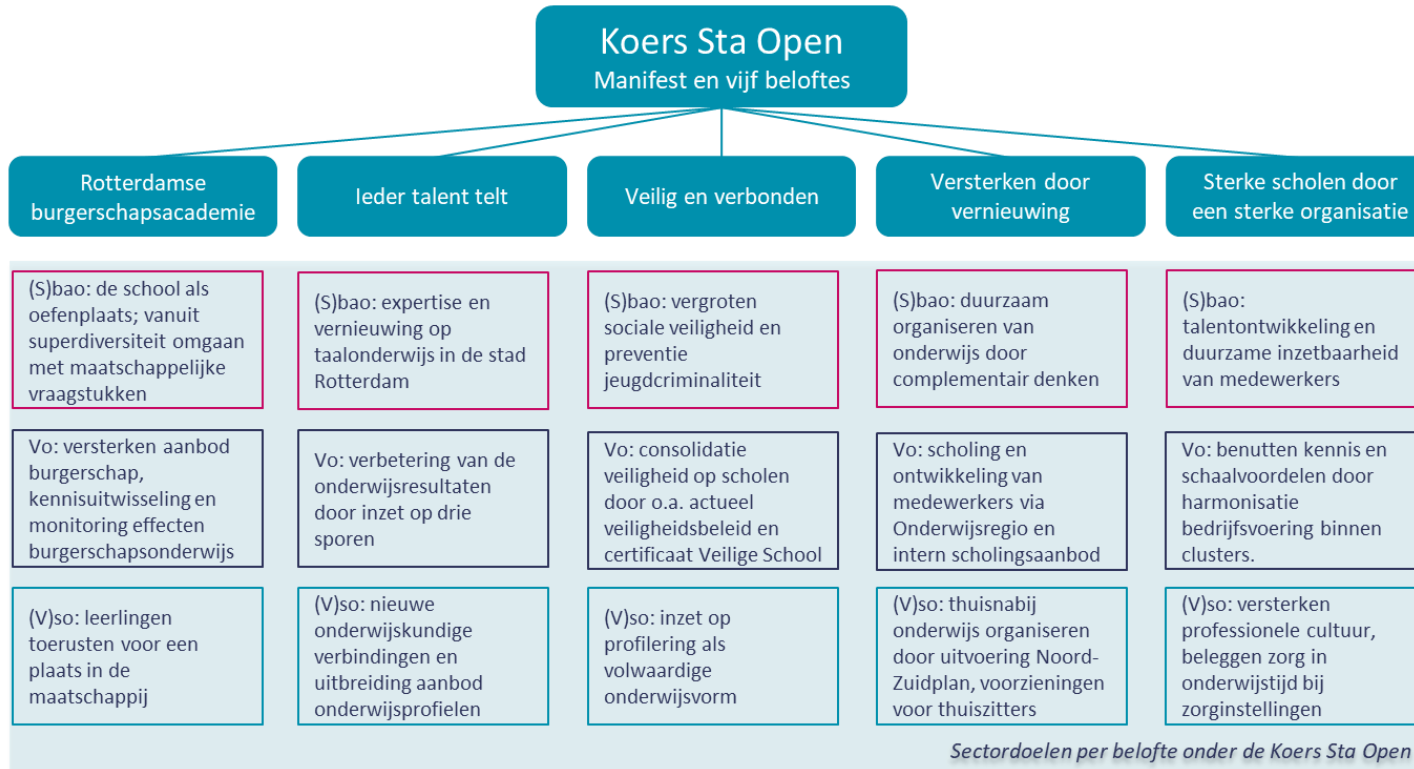 Koers Sta Open
Manifest en vijf beloftes
Rotterdamse
burgerschapsacademie
Ieder talent telt
Veilig en verbonden
Versterken door
vernieuwing
Sterke scholen door
een sterke organisatie
(S)bao: de school als
oefenplaats; vanuit
superdiversiteit omgaan
met maatschappelijke
vraagstukken
(S)bao: expertise en
vernieuwing op
taalonderwijs in de stad
Rotterdam
(S)bao: vergroten
sociale veiligheid en
preventie
jeugdcriminaliteit
(S)bao: duurzaam
organiseren van
onderwijs door
complementair denken
(S)bao:
talentontwikkeling en
duurzame inzetbaarheid
van medewerkers
Vo: versterken aanbod
burgerschap,
kennisuitwisseling en
monitoring effecten
burgerschapsonderwijs
Vo: verbetering van de
onderwijsresultaten
door inzet op drie
sporen
Vo: consolidatie
veiligheid op scholen
door o.a. actueel
veiligheidsbeleid en
certificaat Veilige School
Vo: scholing en
ontwikkeling van
medewerkers via
Onderwijsregio en
intern scholingsaanbod
Vo: benutten kennis en
schaalvoordelen door
harmonisatie
bedrijfsvoering binnen
clusters.
(V)so: leerlingen
toerusten voor een
plaats in de
maatschappij
(V)so: nieuwe
onderwijskundige
verbindingen en
uitbreiding aanbod
onderwijsprofielen
(V)so: inzet op
profilering als
volwaardige
onderwijsvorm
(V)so: thuisnabij
onderwijs organiseren
door uitvoering Noord-
Zuidplan, voorzieningen
voor thuiszitters
(V)so: versterken
professionele cultuur,
beleggen zorg in
onderwijstijd bij
zorginstellingen
Sectordoelen per belofte onder de Koers Sta Open